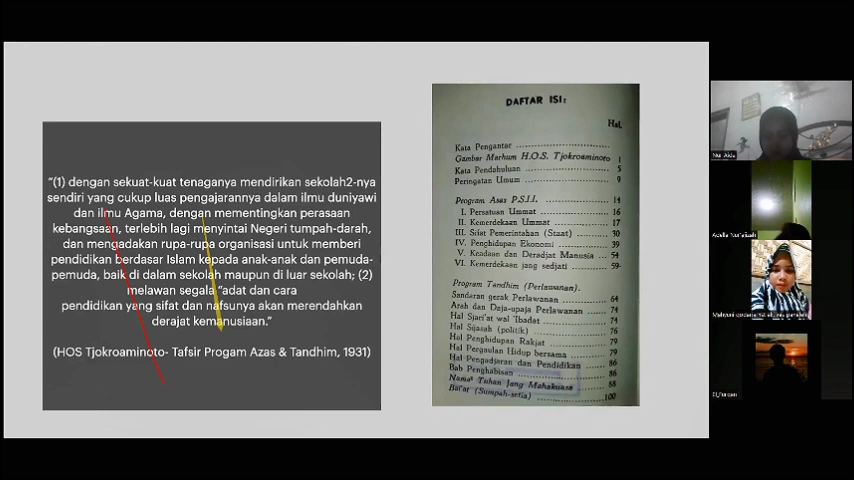 “(1) dengan sekuat-kuat tenaganya mendirikan sekolah2-nya
sendiri yang cukup luas pengajarannya dalam ilmu duniyawi
dan ilmu Agama, dengan mementingkan perasaan
kebangsaan, terlebih lagi menyintai Negeri tumpah-darah,
dan mengadakan rupa-rupa organisasi untuk memberi
pendidikan berdasar Islam kepada anak-anak dan pemuda-
pemuda, baik di dalam sekolah maupun di luar sekolah; (2)
melawan segala “adat dan cara
pendidikan yang sifat dan nafsunya akan merendahkan
derajat kemanusiaan.”
(HOS Tjokroaminoto- Tafsir Progam Azas & Tandhim, 1931)
DAFTAR ISI:
Hal.
Kata Pengantar
Gambar Marhum H.O.S. Tjokroaminoto 1
Kata Pendahuluan 5
Peringatan Umum 9
Program Asas P.S.I.I. 14
I. Persatuan Ummat 16
II. Kemerdekaan Ummat 17
III. Sifat Pemerintahan (Staat) 30
IV. Penghidupan Ekonomi 39
V. Keadaan dan Deradjat Manusia 54
VI. Kemerdekaan jang sedjati 59
Program Tandhim (Perlawanan).
Sandaran gerak Perlawanan 64
Arah dan Daja-upaja Perlawanan 74
Hal Sjari'at wal 'Ibadat 74
Hal Sijasah (politik) 76
Hal Penghidupan Rakjat 79
Hal Pergaulan Hidup bersama 79
Hal Pengadjaran dan Pendidikan 86
Bab Penghabisan 86
Nama² Tuhan Jang Mahakuasa 88
Bai'at (Sumpah-setia) 100
Nur Aida
Adelia Nur'afizah
El_Furqan